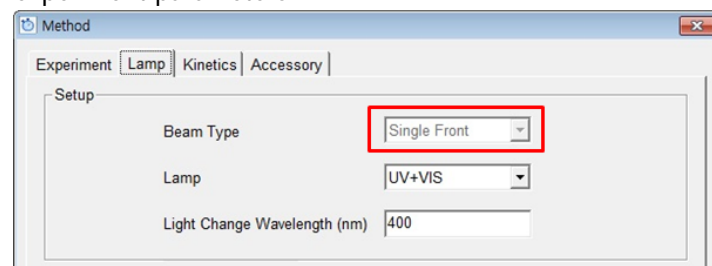 Method
Experiment Lamp Kinetics Accessory
Setup
Beam Type Single Front
Lamp UV+VIS
Light Change Wavelength (nm) 400